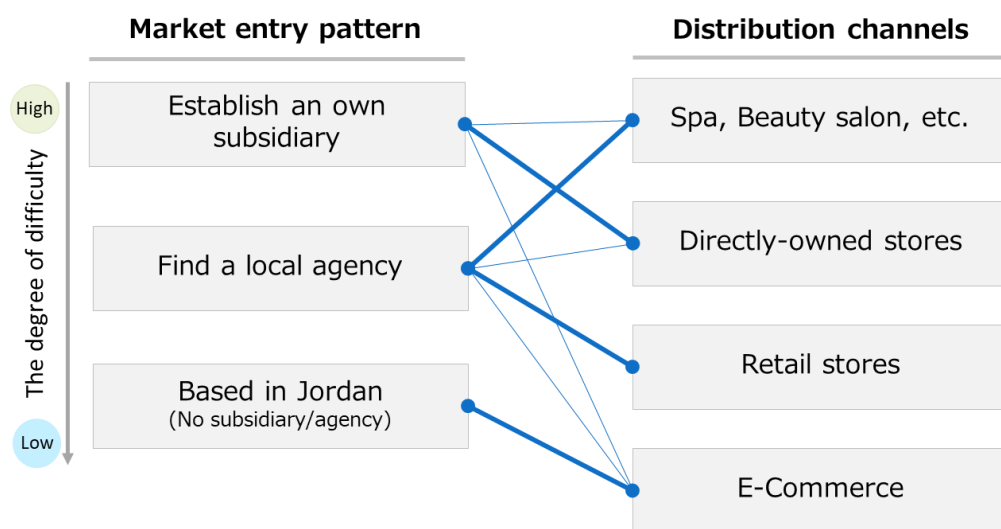 Market entry pattern
Distribution channels
High
The degree of difficulty
Low
Establish an own
subsidiary
Find a local agency
Based in Jordan
(No subsidiary/agency)
Spa, Beauty salon, etc.
Directly-owned stores
Retail stores
E-Commerce